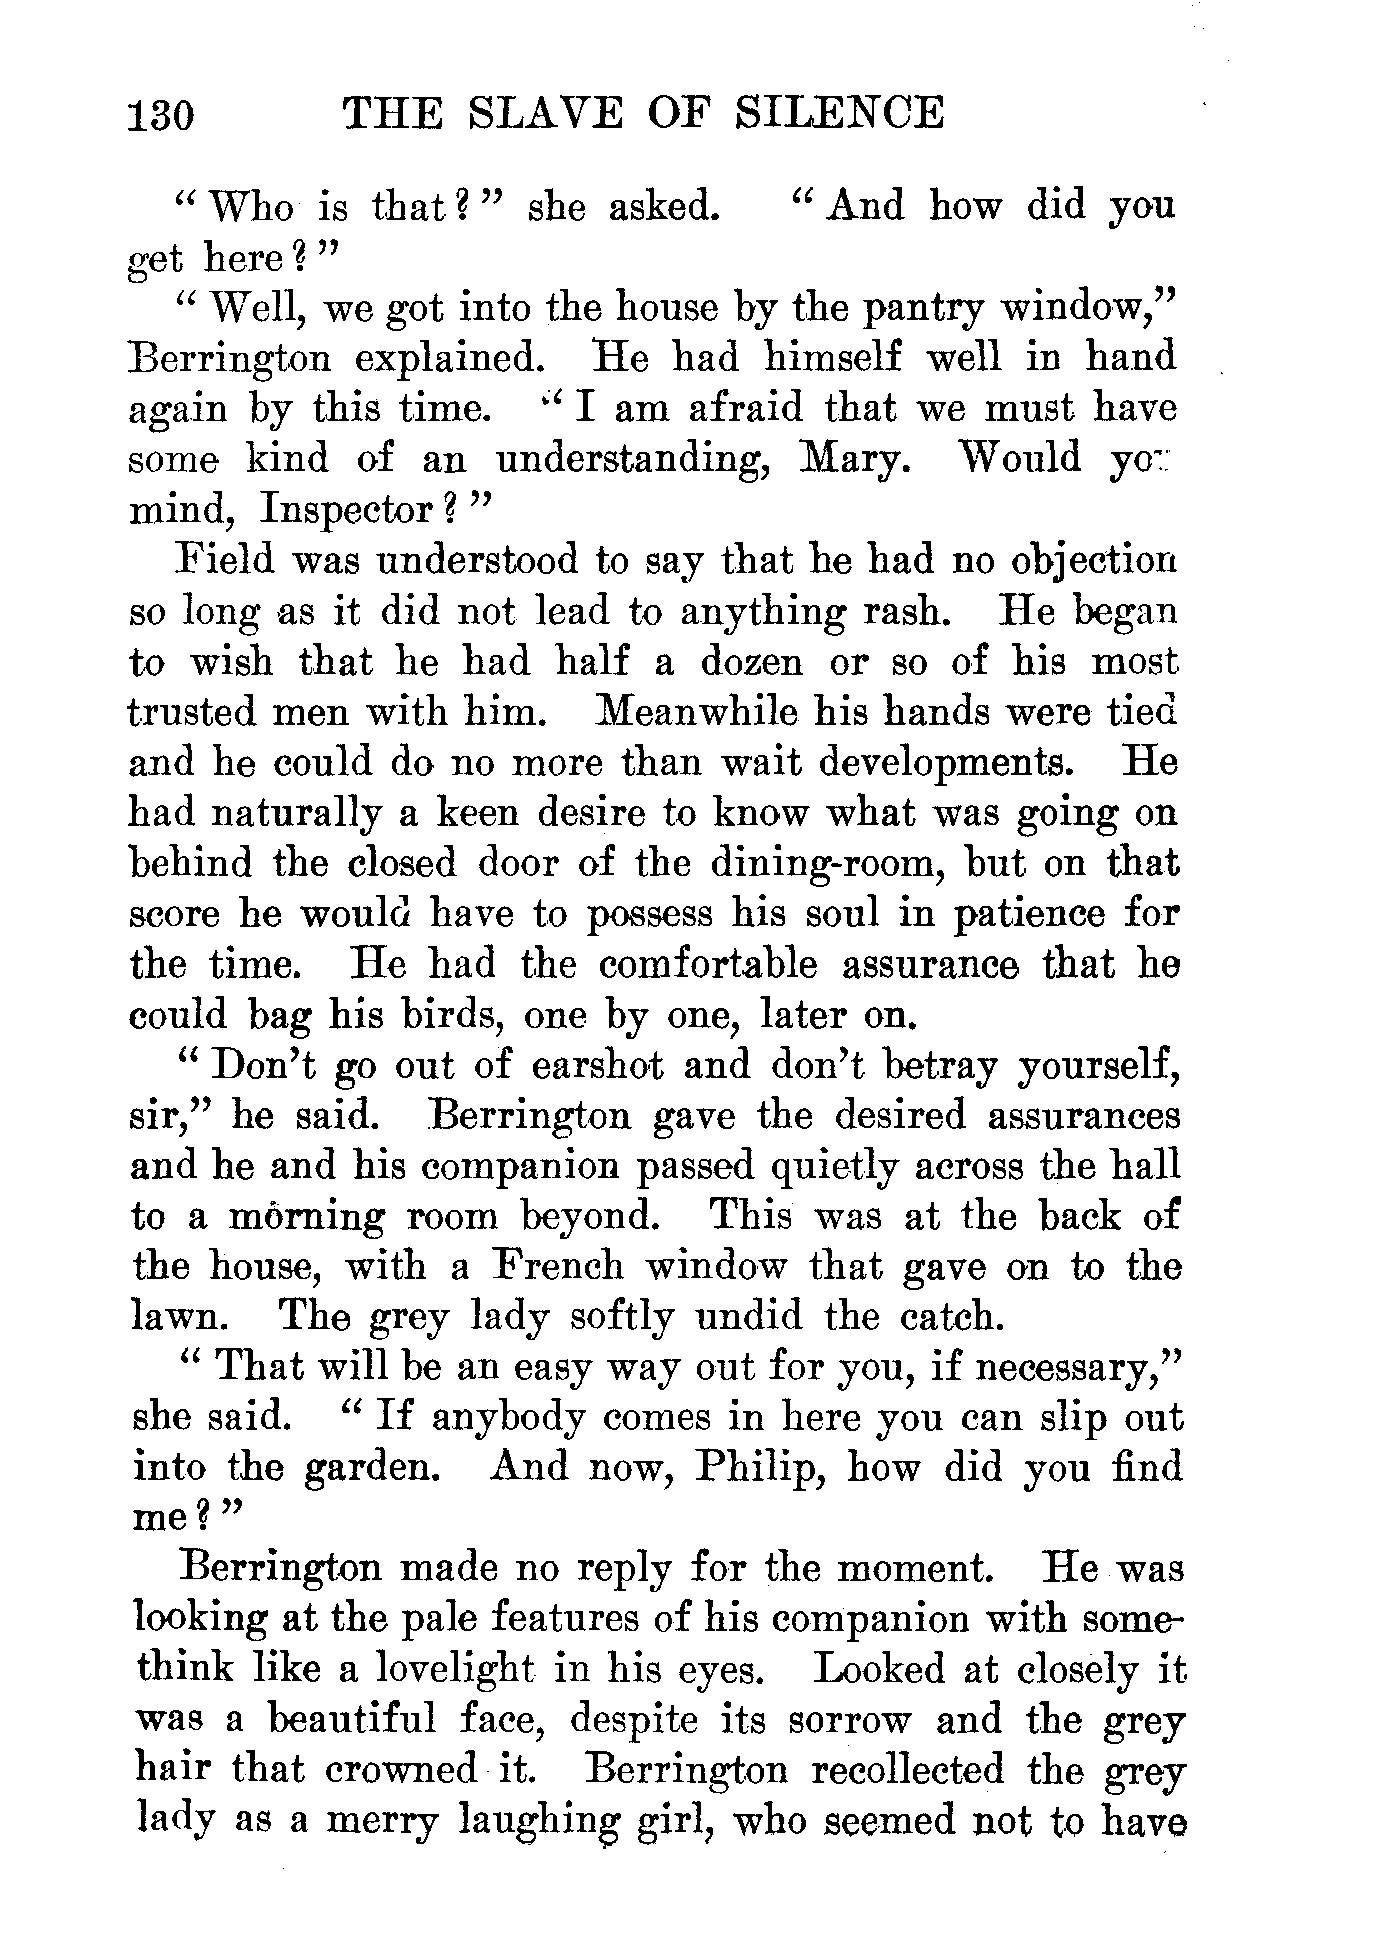 130 THE SLAVE OF SILENCE
"Who is that?" she asked. "And how did you
get here?"
"Well, we got into the house by the pantry window,"
Berrington explained. He had himself well in hand
again by this time. "I am afraid that we must have
some kind of an understanding, Mary. Would you
mind, Inspector?"
Field was understood to say that he had no objection
so long as it did not lead to anything rash. He began
to wish that he had half a dozen or so of his most
trusted men with him. Meanwhile his hands were tied
and he could do no more than wait developments. He
had naturally a keen desire to know what was going on
behind the closed door of the dining-room, but on that
score he would have to possess his soul in patience for
the time. He had the comfortable assurance that he
could bag his birds, one by one, later on.
"Don't go out of earshot and don't betray yourself,
sir," he said. Berrington gave the desired assurances
and he and his companion passed quietly across the hall
to a morning room beyond. This was at the back of
the house, with a French window that gave on to the
lawn. The grey lady softly undid the catch.
"That will be an easy way out for you, if necessary,"
she said. "If anybody comes in here you can slip out
into the garden. And now, Philip, how did you find
me?"
Berrington made no reply for the moment. He was
looking at the pale features of his companion with some-
think like a lovelight in his eyes. Looked at closely it
was a beautiful face, despite its sorrow and the grey
hair that crowned it. Berrington recollected the grey
lady as a merry laughing girl, who seemed not to have